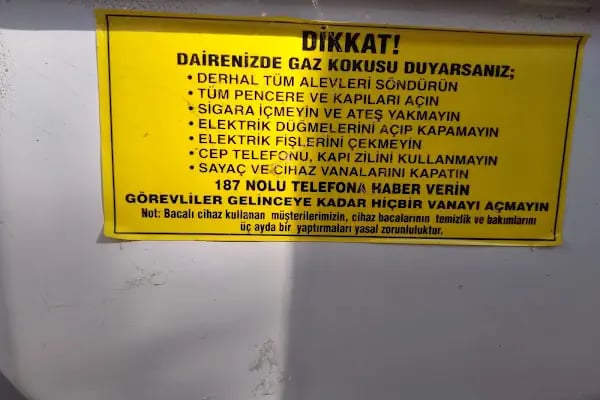 DİKKAT!
DAİRENİZDE GAZ KOKUSU DUYARSANIZ;
• DERHAL TÜM ALEVLERİ SÖNDÜRÜN
• TÜM PENCERE VE KAPILARI AÇIN
• SİGARA İÇMEYİN VE ATEŞ YAKMAYIN
• ELEKTRİK DÜĞMELERİNİ AÇIP KAPAMAYIN
• ELEKTRİK FİŞLERİNİ ÇEKMEYİN
• CEP TELEFONU, KAPI ZİLİNİ KULLANMAYIN
• SAYAÇ VE CİHAZ VANALARINI KAPATIN
187 NOLU TELEFONA HABER VERİN
GÖREVLİLER GELİNCEYE KADAR HİÇBİR VANAYI AÇMAYIN
Not: Bacalı cihaz kullanan müşterilerimizin, cihaz bacalarının temizlik ve bakımlarını
üç ayda bir yaptırmaları yasal zorunluluktur.